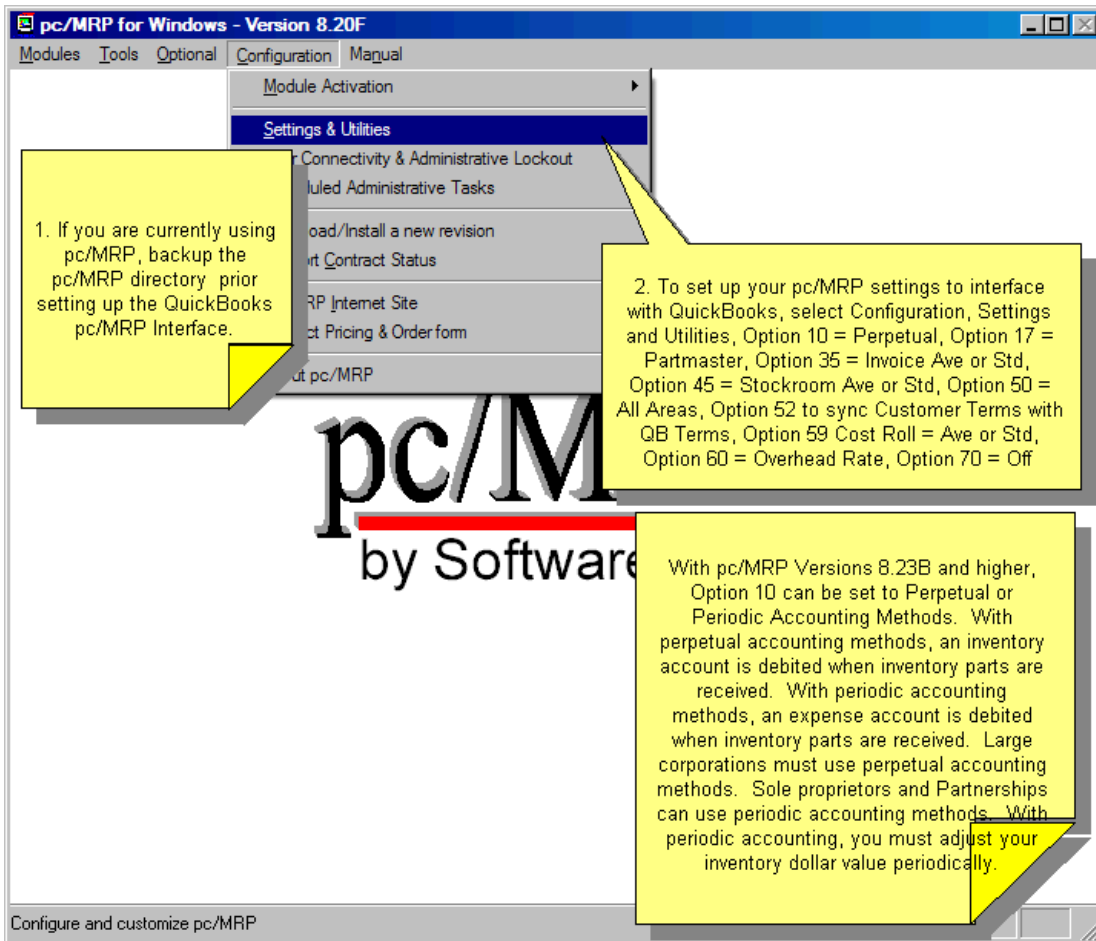 pc/MRP for Windows - Version 8.20F
Modules Tools Optional Configuration Manual
Module Activation
Settings & Utilities
Connectivity & Administrative Lockout
Administrative Tasks
Install a new revision
Contract Status
Internet Site
Pricing & Order form
pc/MRP
1. If you are currently using
pc/MRP, backup the
pc/MRP directory prior
setting up the QuickBooks
pc/MRP Interface.
2. To set up your pc/MRP settings to interface
with QuickBooks, select Configuration, Settings
and Utilities, Option 10 = Perpetual, Option 17 =
Partmaster, Option 35 = Invoice Ave or Std,
Option 45 = Stockroom Ave or Std, Option 50 =
All Areas, Option 52 to sync Customer Terms with
QB Terms, Option 59 Cost Roll = Ave or Std,
Option 60 = Overhead Rate, Option 70 = Off
pc/M
by Software
With pc/MRP Versions 8.23B and higher,
Option 10 can be set to Perpetual or
Periodic Accounting Methods. With
perpetual accounting methods, an inventory
account is debited when inventory parts are
received. With periodic accounting
methods, an expense account is debited
when inventory parts are received. Large
corporations must use perpetual accounting
methods. Sole proprietors and Partnerships
can use periodic accounting methods. With
periodic accounting, you must adjust your
inventory dollar value periodically.
Configure and customize pc/MRP